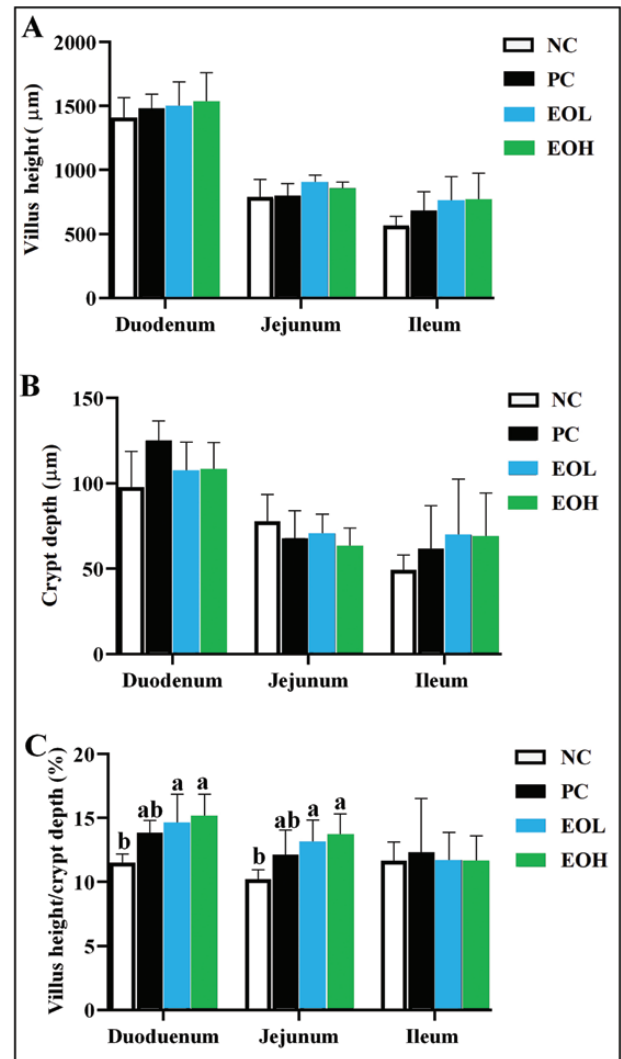 A
Villus height( μm)
2000
1500
1000
500
0
Duodenum Jejunum Ileum
NC
PC
EOL
EOH
B
Crypt depth (μm)
150
100
50
0
Duodenum Jejunum Ileum
NC
PC
EOL
EOH
C
Villus height/crypt depth (%)
20
15
10
5
0
b ab a a
b ab a a
Duoduenum Jejunum Ileum
NC
PC
EOL
EOH